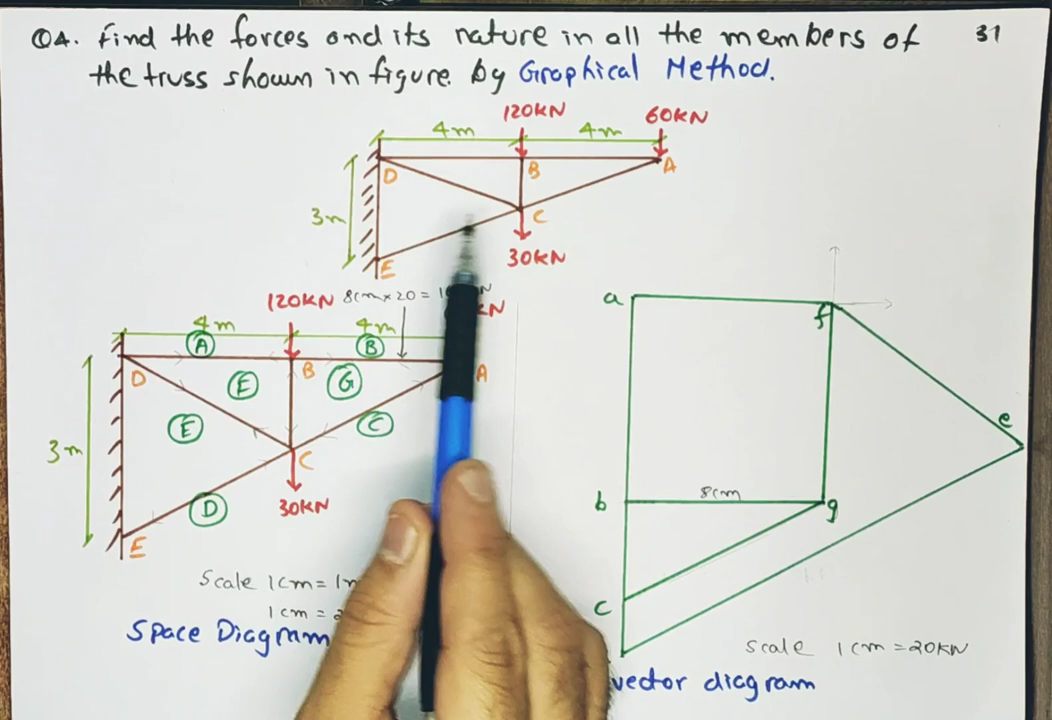 Q4. Find the forces and its nature in all the members of 31
the truss shown in figure by Graphical Method.
120KN 60KN
4m 4m
D B A
3m
C
E 30KN
120KN 8cm×20 =
4m 4m
A B
D B A
F G
E C
3m
C
D 30KN
E
Scale 1cm=
1cm =
Space Diagram
a f
e
b 8cm g
c
Scale 1cm=20KN
vector diagram